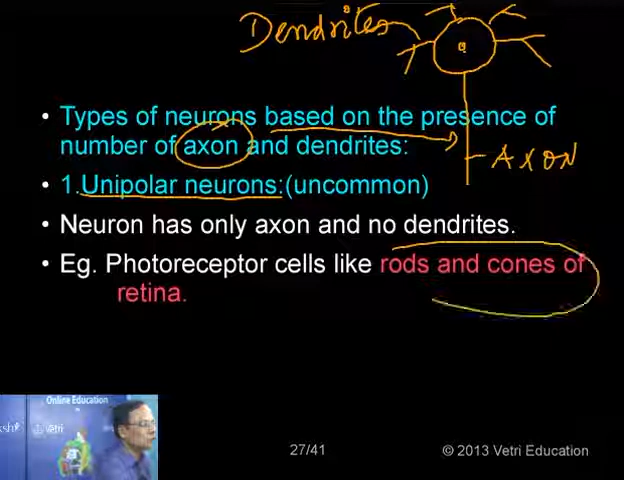 Dendrites
• Types of neurons based on the presence of
number of axon and dendrites:
AXON
• 1.Unipolar neurons:(uncommon)
• Neuron has only axon and no dendrites.
• Eg. Photoreceptor cells like rods and cones of
retina.
Online Education
vetri
27/41
© 2013 Vetri Education